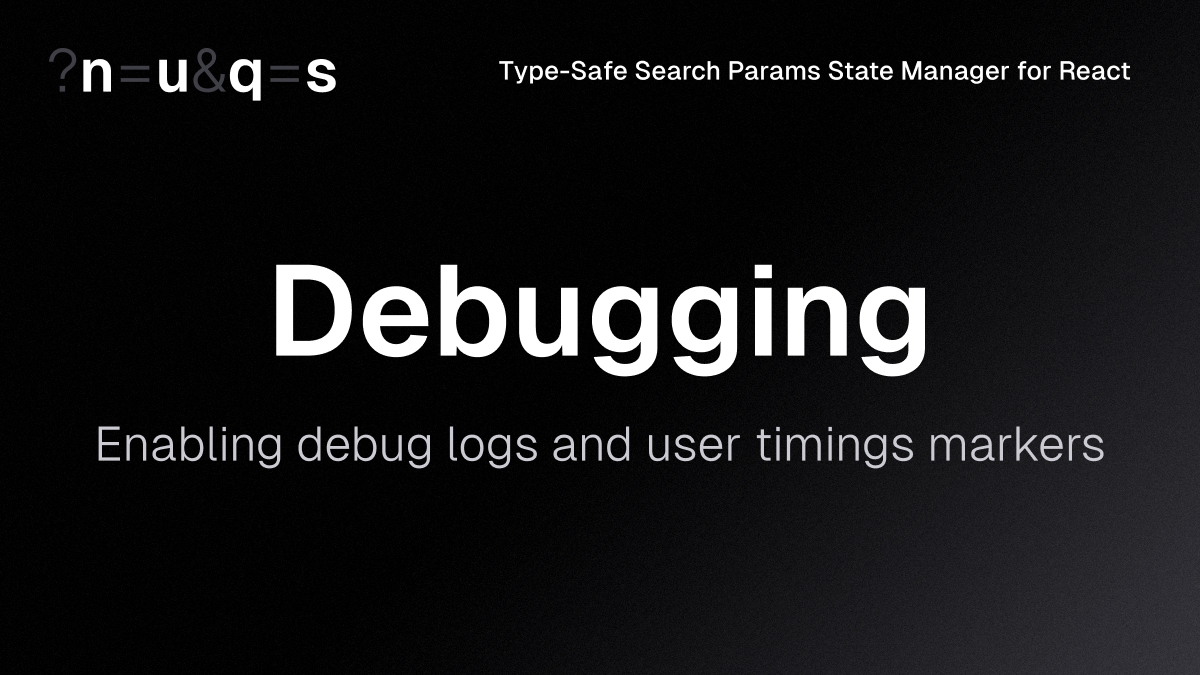 ?n=u&q=s
Type-Safe Search Params State Manager for React
Debugging
Enabling debug logs and user timings markers